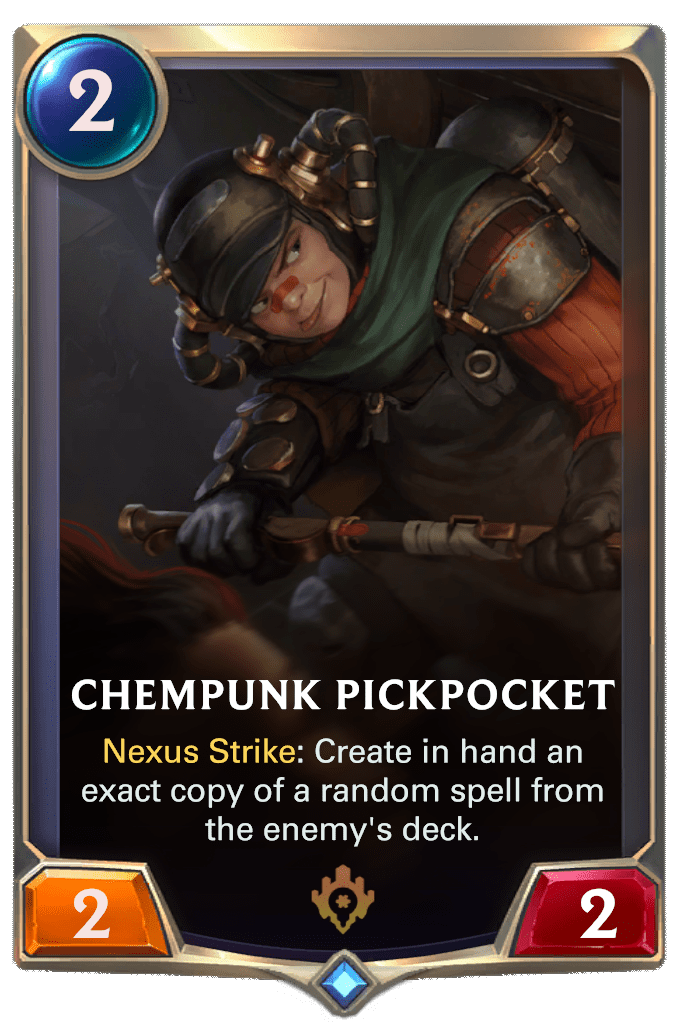 2
CHEMPUNK PICKPOCKET
Nexus Strike: Create in hand an
exact copy of a random spell from
the enemy's deck.
2
2